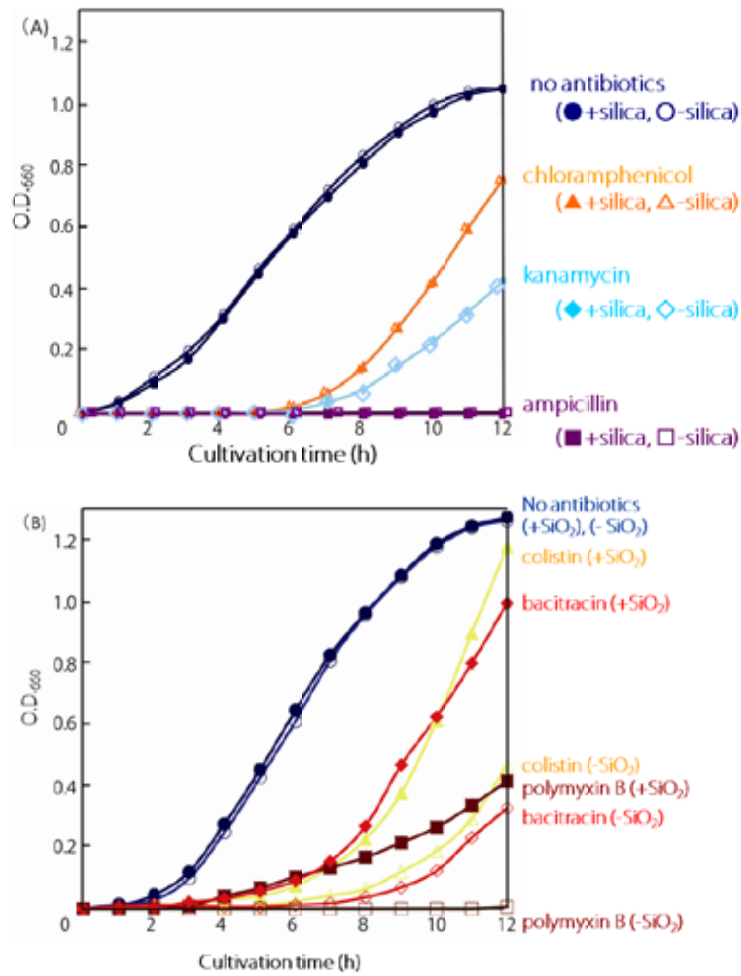 (A)
1.2
1.0
0.8
0.6
0.4
0.2
0
O.D-660
0 2 4 6 8 10 12
Cultivation time (h)
no antibiotics
(●+silica, ○-silica)
chloramphenicol
(▲+silica, △-silica)
kanamycin
(◆+silica, ◇-silica)
ampicillin
(■+silica, □-silica)
(B)
1.2
1.0
0.8
0.6
0.4
0.2
O.D-660
0 2 4 6 8 10 12
Cultivation time (h)
No antibiotics
(+SiO₂), (- SiO₂)
colistin (+SiO₂)
bacitracin (+SiO₂)
colistin (-SiO₂)
polymyxin B (+SiO₂)
bacitracin (-SiO₂)
polymyxin B (-SiO₂)